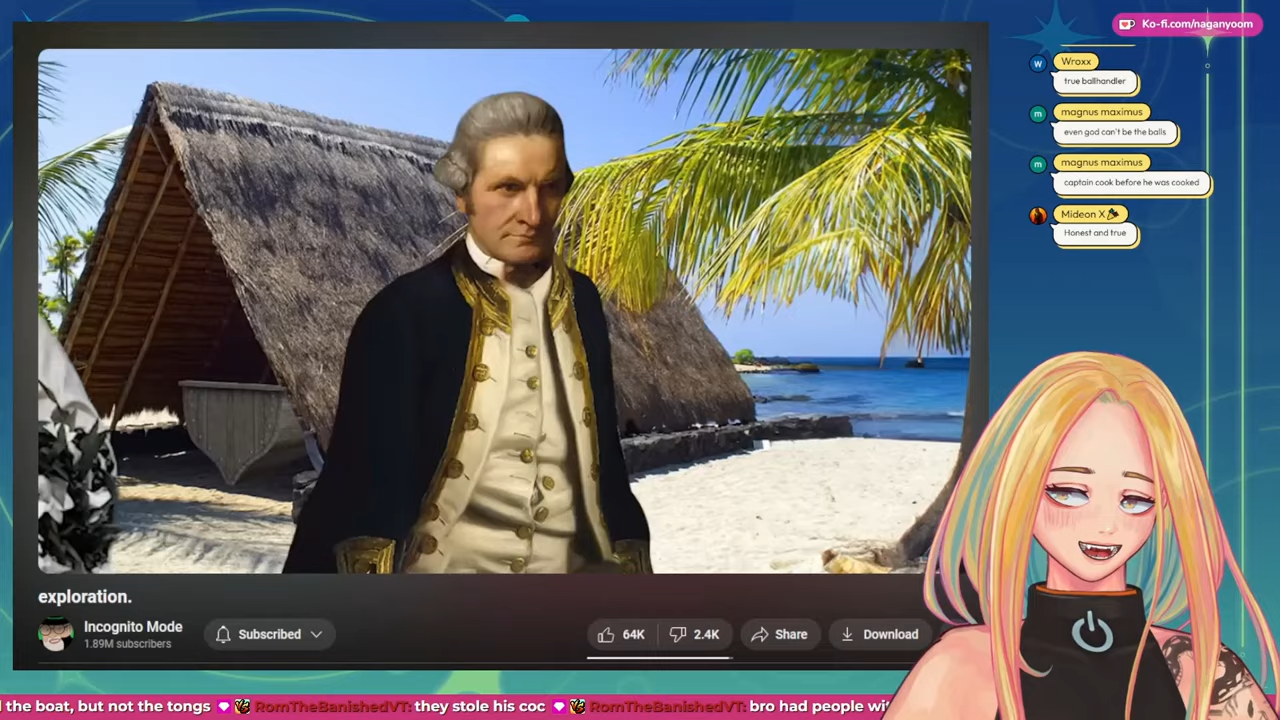 Ko-fi.com/naganyoom
W
Wroxx
true ballhandler
m
magnus maximus
even god can't be the balls
m
magnus maximus
captain cook before he was cooked
Mideon X
Honest and true
exploration.
Incognito Mode
1.89M subscribers
Subscribed
64K
2.4K
Share
Download
the boat, but not the tongs RomTheBanishedVT: they stole his coc RomTheBanishedVT: bro had people